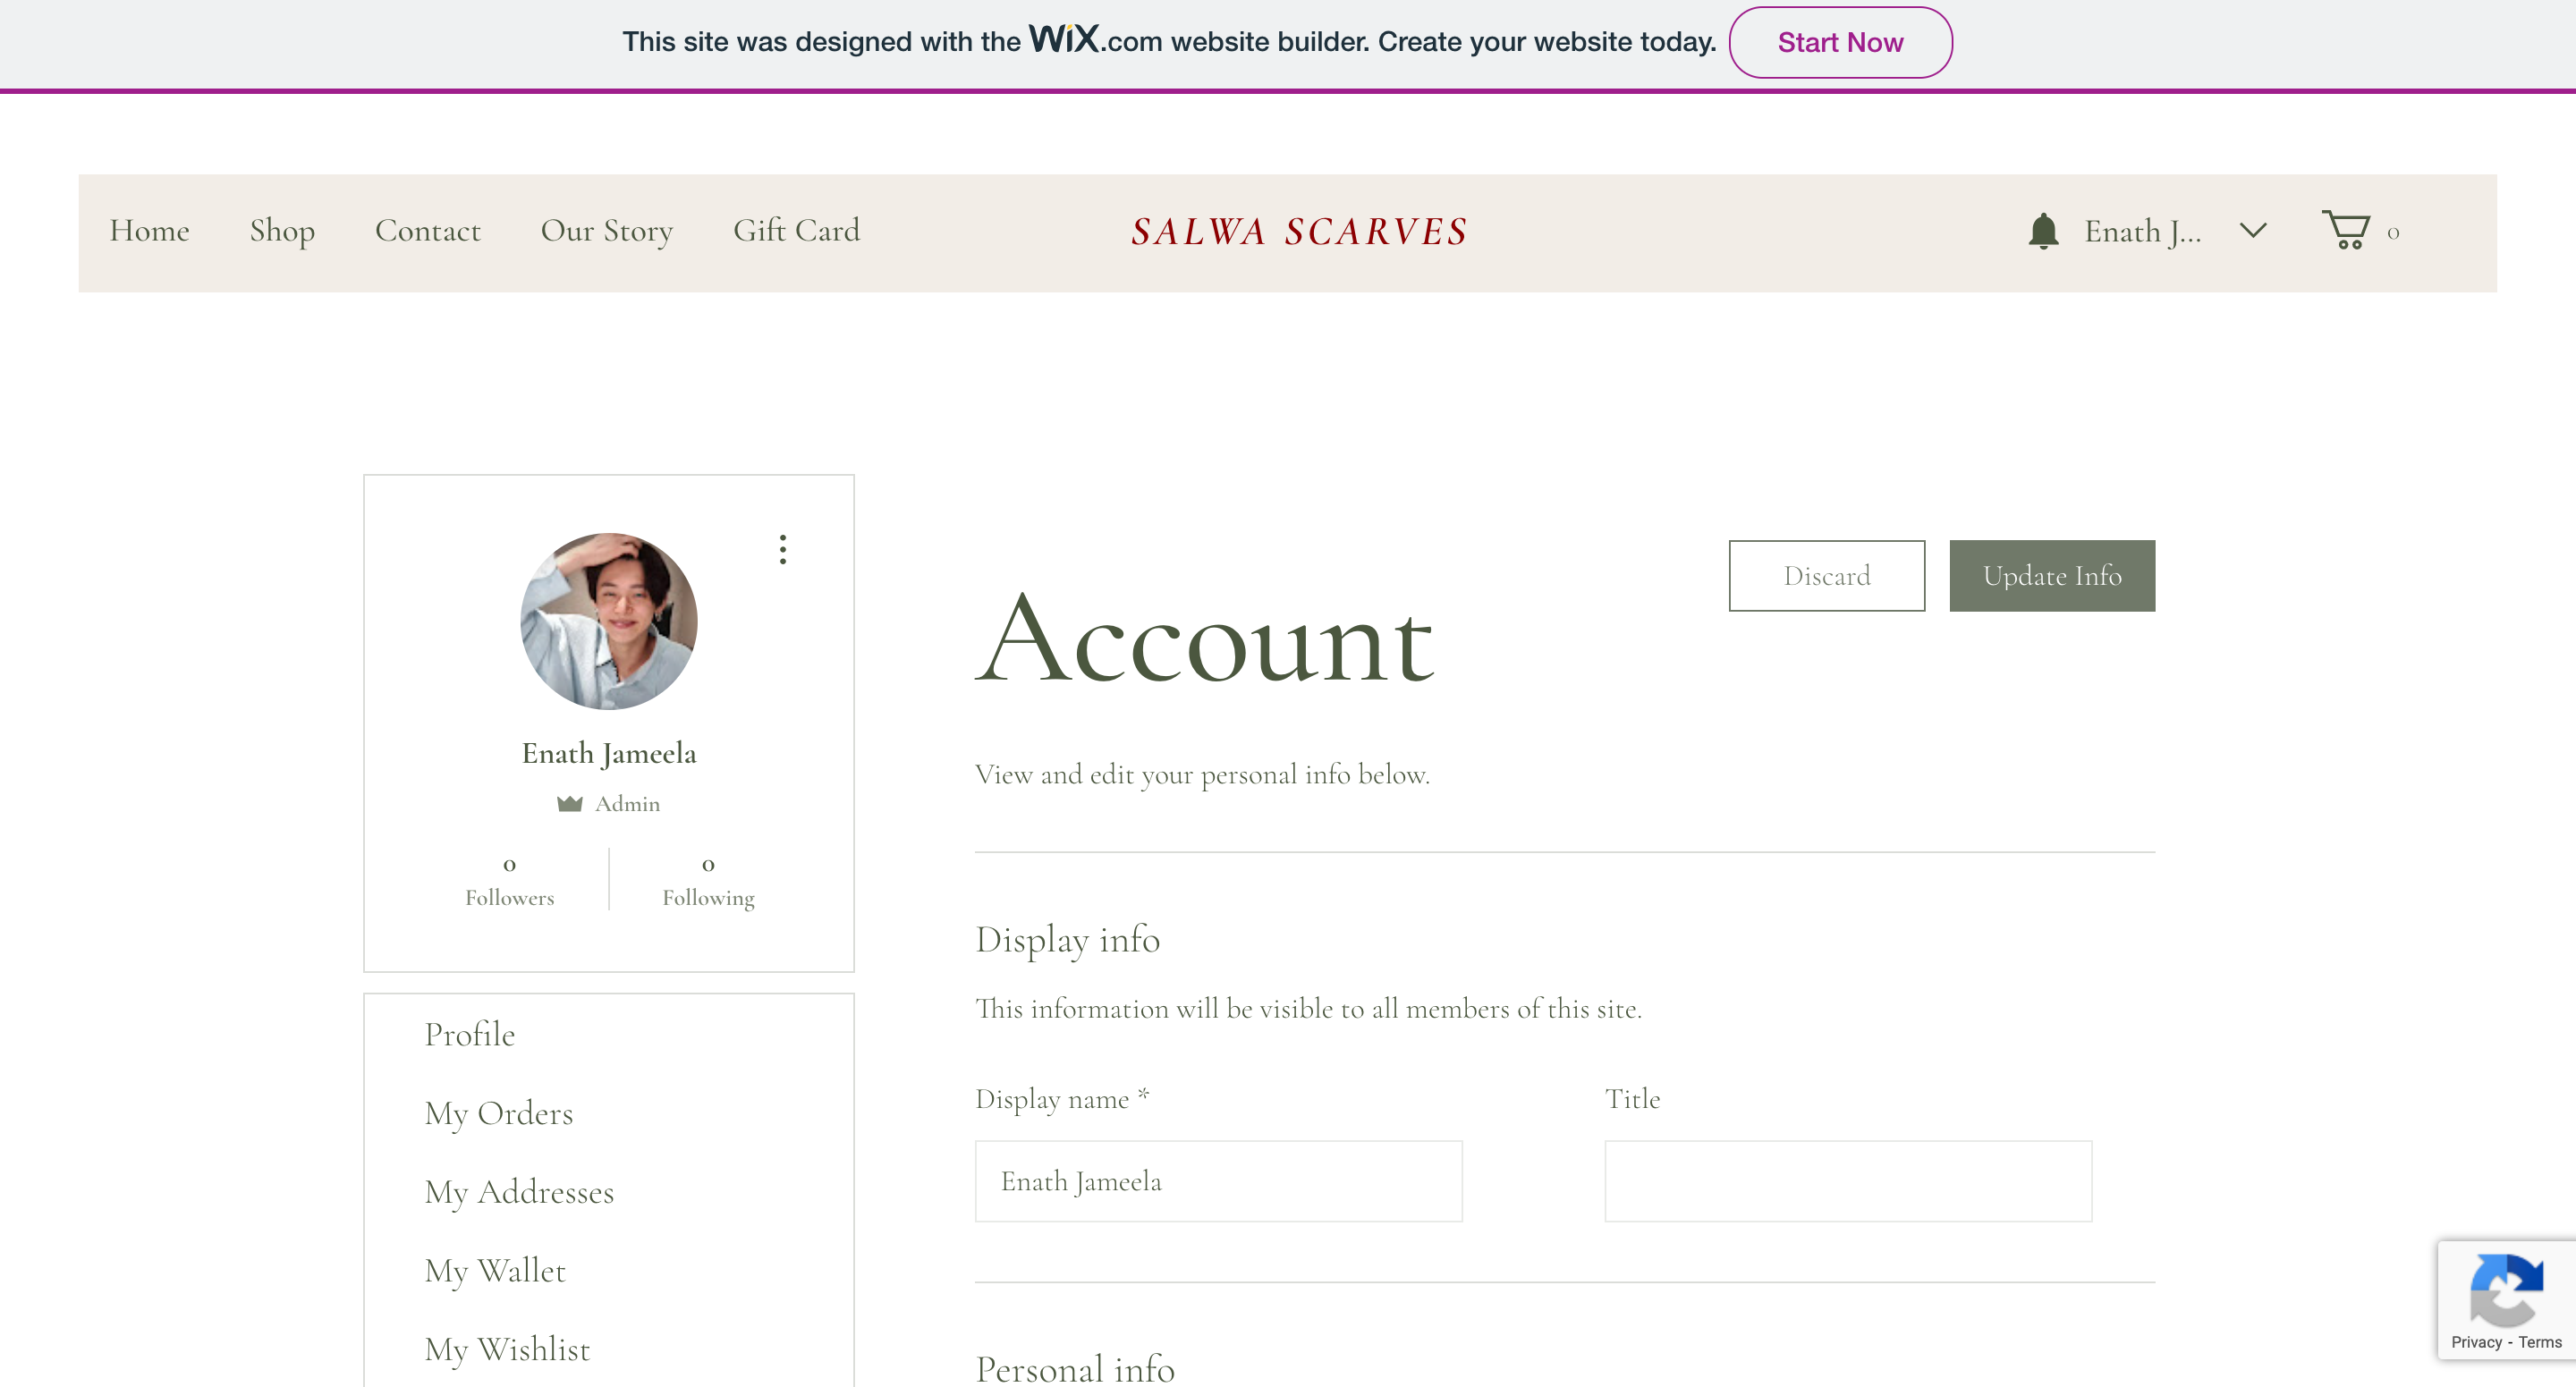 This site was designed with the WiX.com website builder. Create your website today. Start Now
Home Shop Contact Our Story Gift Card SALWA SCARVES Enath J... 0
Discard Update Info
Account
Enath Jameela
Admin
0 Followers
0 Following
View and edit your personal info below.
Display info
This information will be visible to all members of this site.
Display name * Title
Enath Jameela
Profile
My Orders
My Addresses
My Wallet
My Wishlist
Personal info
Privacy - Terms